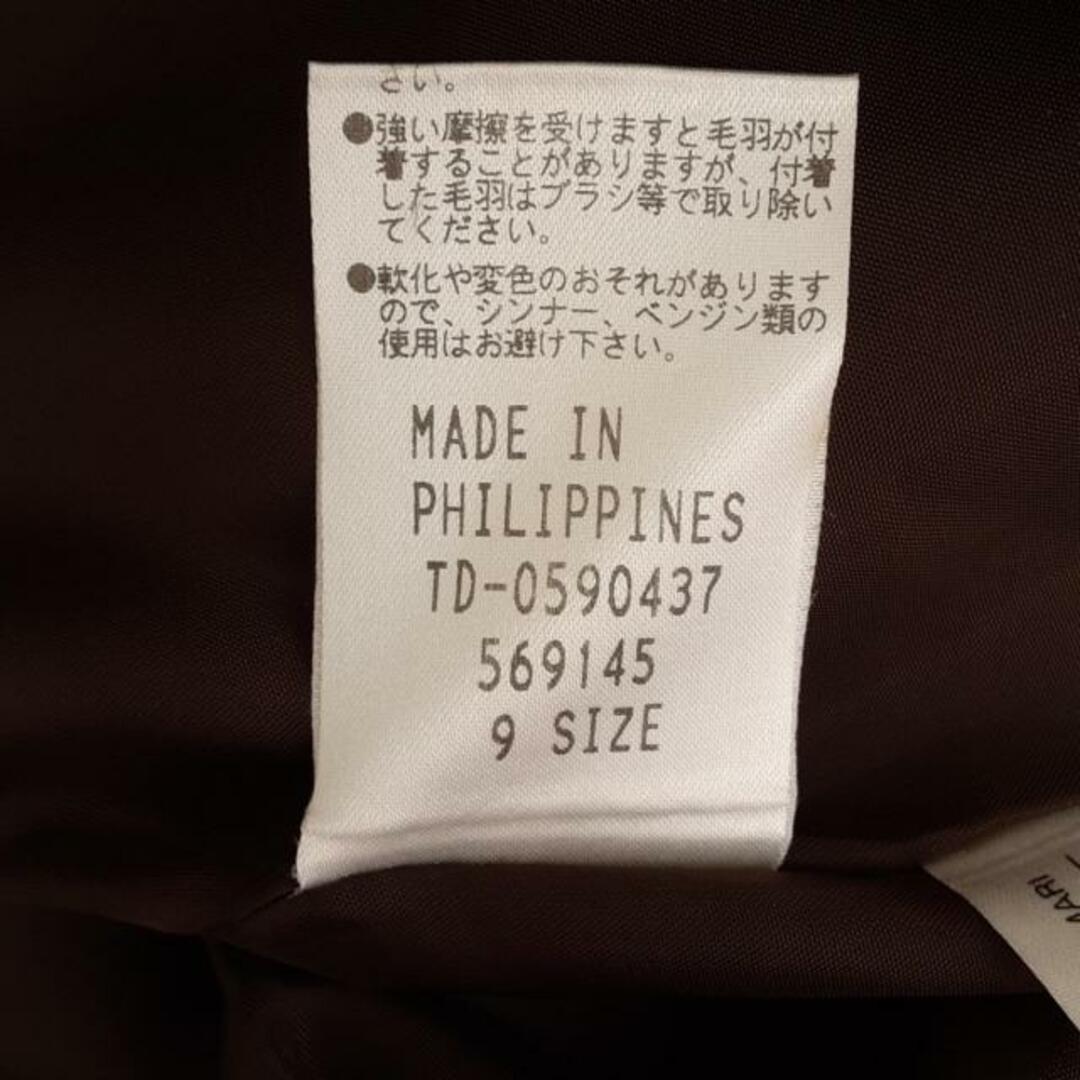 さい。
●強い摩擦を受けますと毛羽が付
着することがありますが、付着
した毛羽はブラシ等で取り除い
てください。
●軟化や変色のおそれがあります
ので、シンナー、ベンジン類の
使用はお避け下さい。
MADE IN
PHILIPPINES
TD-0590437
569145
9 SIZE